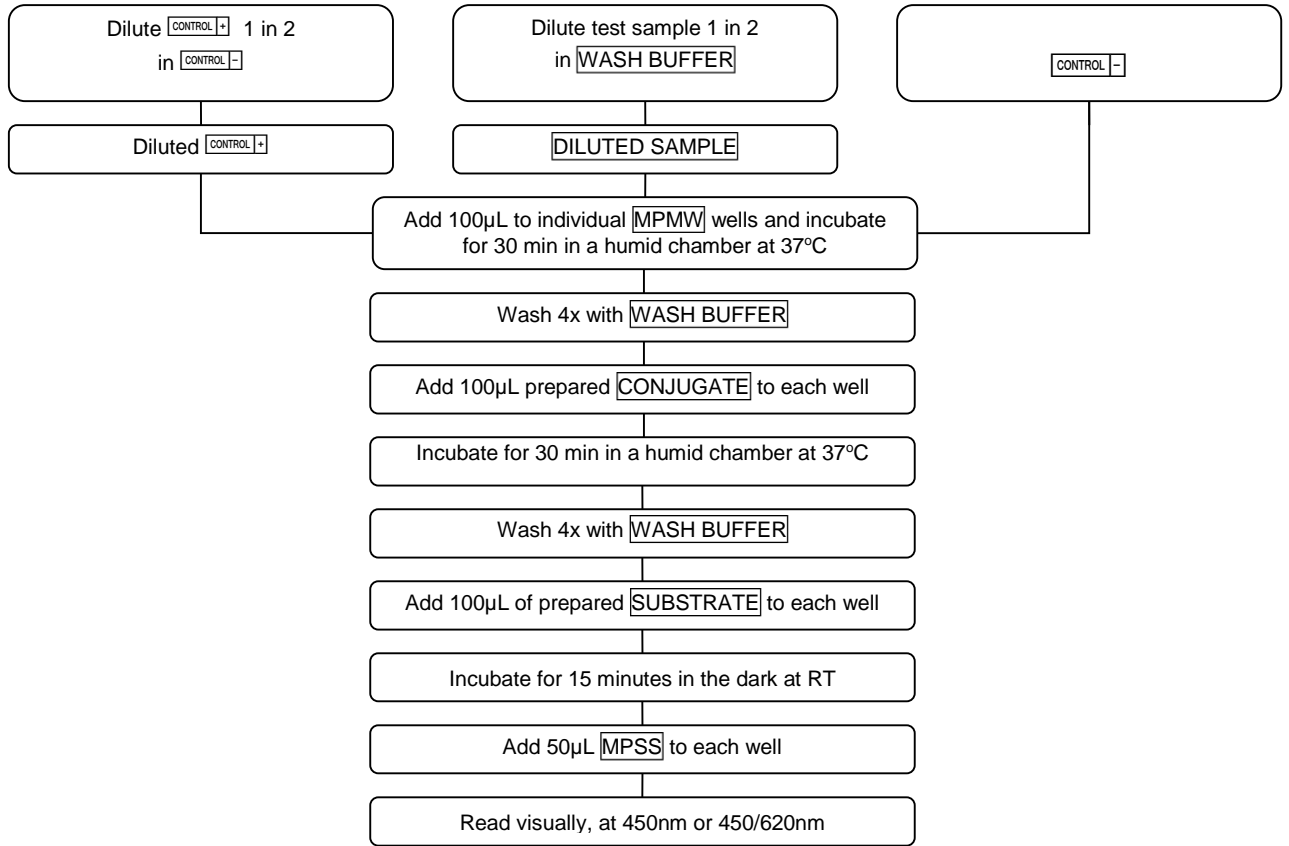 Dilute CONTROL + 1 in 2
in CONTROL −
Dilute test sample 1 in 2
in WASH BUFFER
CONTROL −
Diluted CONTROL +
DILUTED SAMPLE
Add 100µL to individual MPMW wells and incubate
for 30 min in a humid chamber at 37ºC
Wash 4x with WASH BUFFER
Add 100µL prepared CONJUGATE to each well
Incubate for 30 min in a humid chamber at 37ºC
Wash 4x with WASH BUFFER
Add 100µL of prepared SUBSTRATE to each well
Incubate for 15 minutes in the dark at RT
Add 50µL MPSS to each well
Read visually, at 450nm or 450/620nm